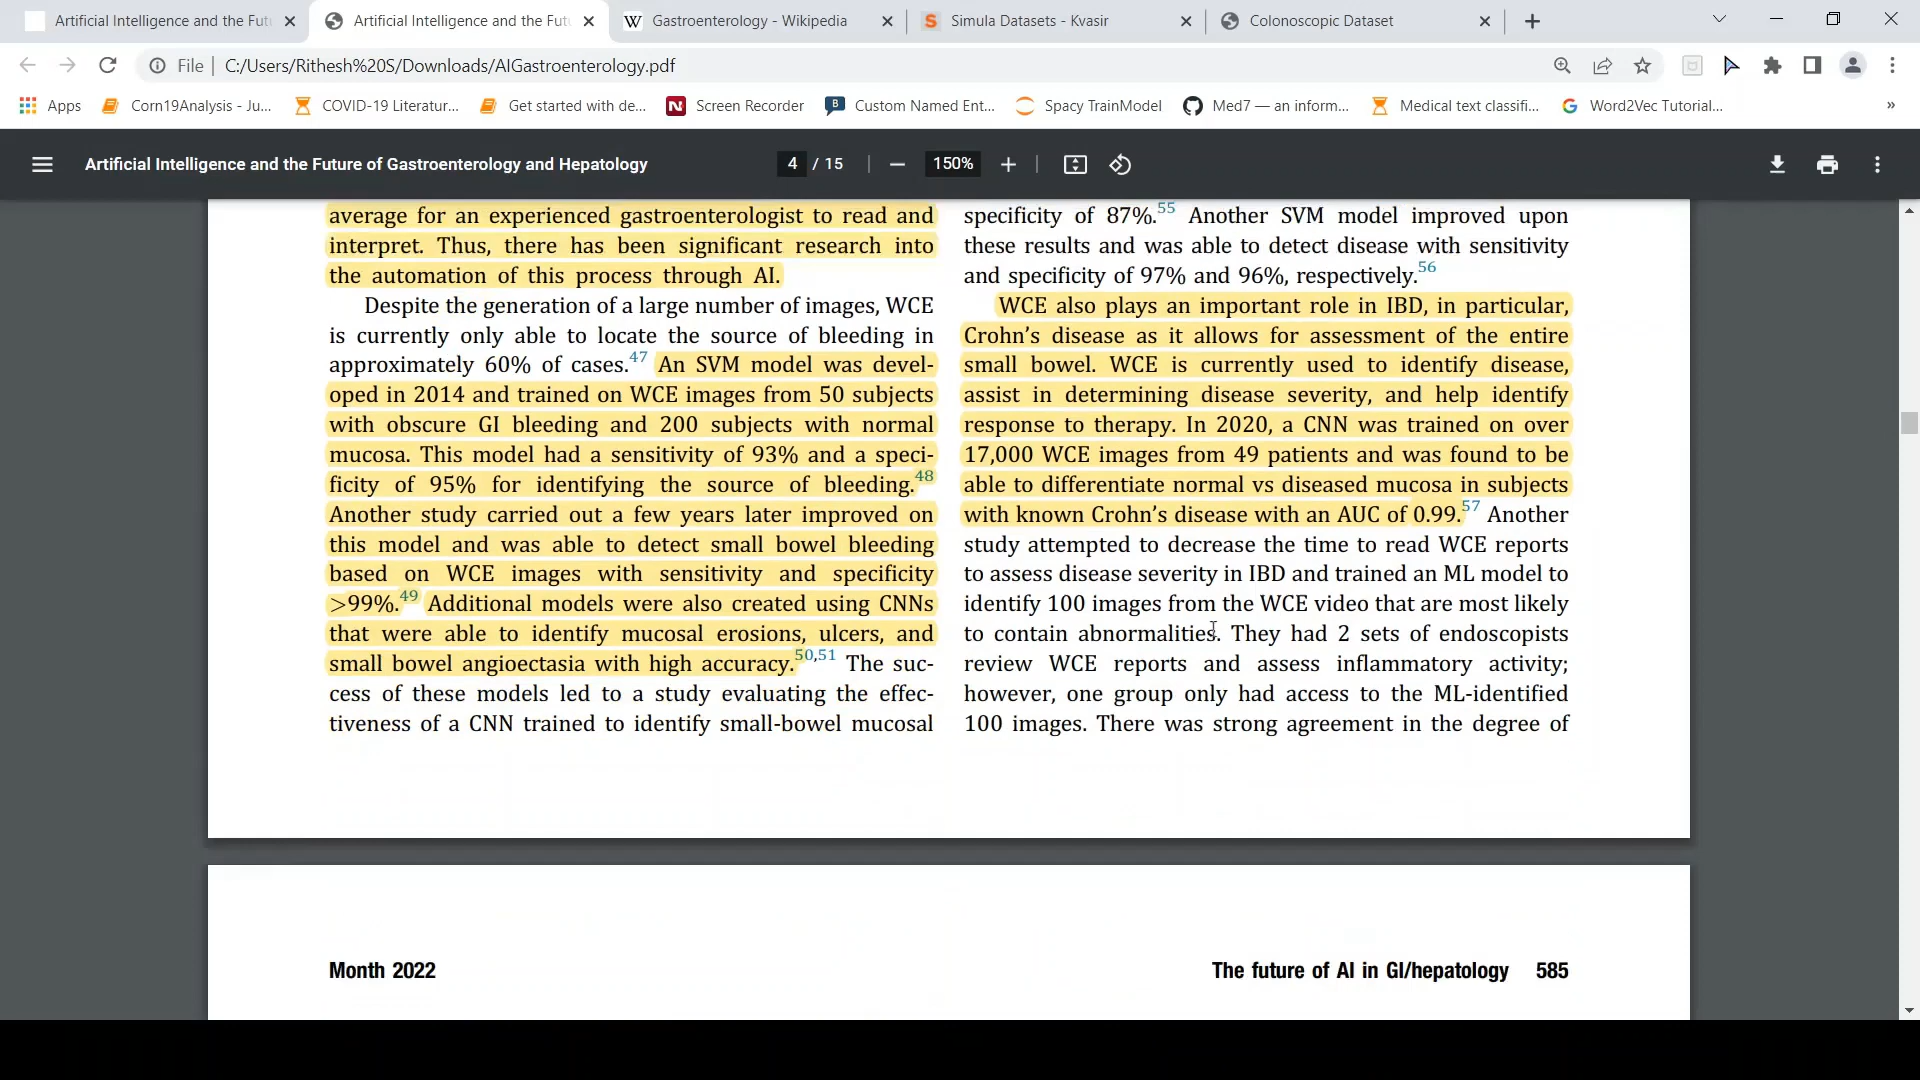 Artificial Intelligence and the Fut
Artificial Intelligence and the Fut
Gastroenterology - Wikipedia
Simula Datasets - Kvasir
Colonoscopic Dataset
File
C:/Users/Rithesh%20S/Downloads/AIGastroenterology.pdf
Apps
Corn19Analysis - Ju...
COVID-19 Literatur...
Get started with de...
Screen Recorder
Custom Named Ent...
Spacy TrainModel
Med7 — an inform...
Medical text classifi...
Word2Vec Tutorial...
»
Artificial Intelligence and the Future of Gastroenterology and Hepatology
4 / 15
150%
average for an experienced gastroenterologist to read and
interpret. Thus, there has been significant research into
the automation of this process through AI.
Despite the generation of a large number of images, WCE
is currently only able to locate the source of bleeding in
approximately 60% of cases.47 An SVM model was devel-
oped in 2014 and trained on WCE images from 50 subjects
with obscure GI bleeding and 200 subjects with normal
mucosa. This model had a sensitivity of 93% and a speci-
ficity of 95% for identifying the source of bleeding.48
Another study carried out a few years later improved on
this model and was able to detect small bowel bleeding
based on WCE images with sensitivity and specificity
>99%.49 Additional models were also created using CNNs
that were able to identify mucosal erosions, ulcers, and
small bowel angioectasia with high accuracy.50,51 The suc-
cess of these models led to a study evaluating the effec-
tiveness of a CNN trained to identify small-bowel mucosal
specificity of 87%.55 Another SVM model improved upon
these results and was able to detect disease with sensitivity
and specificity of 97% and 96%, respectively.56
WCE also plays an important role in IBD, in particular,
Crohn's disease as it allows for assessment of the entire
small bowel. WCE is currently used to identify disease,
assist in determining disease severity, and help identify
response to therapy. In 2020, a CNN was trained on over
17,000 WCE images from 49 patients and was found to be
able to differentiate normal vs diseased mucosa in subjects
with known Crohn's disease with an AUC of 0.99.57 Another
study attempted to decrease the time to read WCE reports
to assess disease severity in IBD and trained an ML model to
identify 100 images from the WCE video that are most likely
to contain abnormalities. They had 2 sets of endoscopists
review WCE reports and assess inflammatory activity;
however, one group only had access to the ML-identified
100 images. There was strong agreement in the degree of
Month 2022
The future of AI in GI/hepatology 585